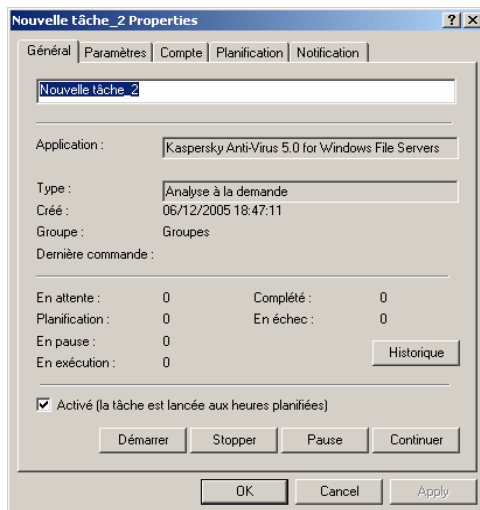 Nouvelle tâche_2 Properties
Général Paramètres Compte Planification Notification
Nouvelle tâche_2
Application : Kaspersky Anti-Virus 5.0 for Windows File Servers
Type : Analyse à la demande
Créé : 06/12/2005 18:47:11
Groupe : Groupes
Dernière commande :
En attente : 0 Complété : 0
Planification : 0 En échec : 0
En pause : 0
Historique
En exécution : 0
Activé (la tâche est lancée aux heures planifiées)
Démarrer Stopper Pause Continuer
OK Cancel Apply